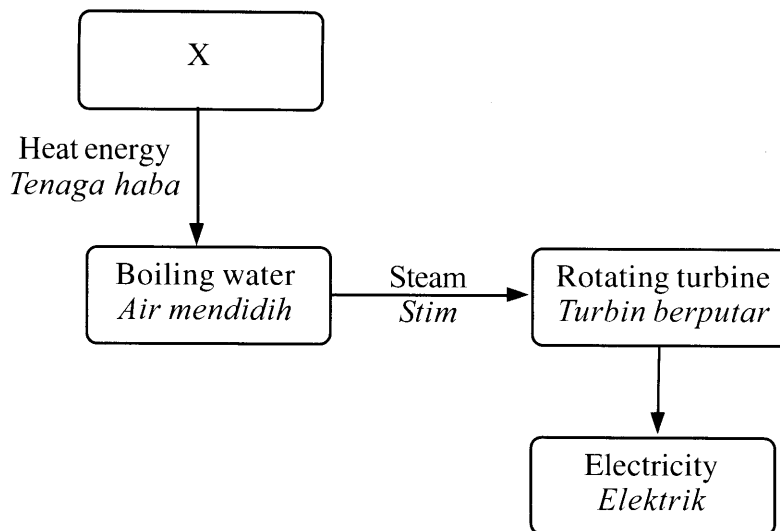 X
Heat energy
Tenaga haba
Boiling water
Air mendidih
Steam
Stim
Rotating turbine
Turbin berputar
Electricity
Elektrik